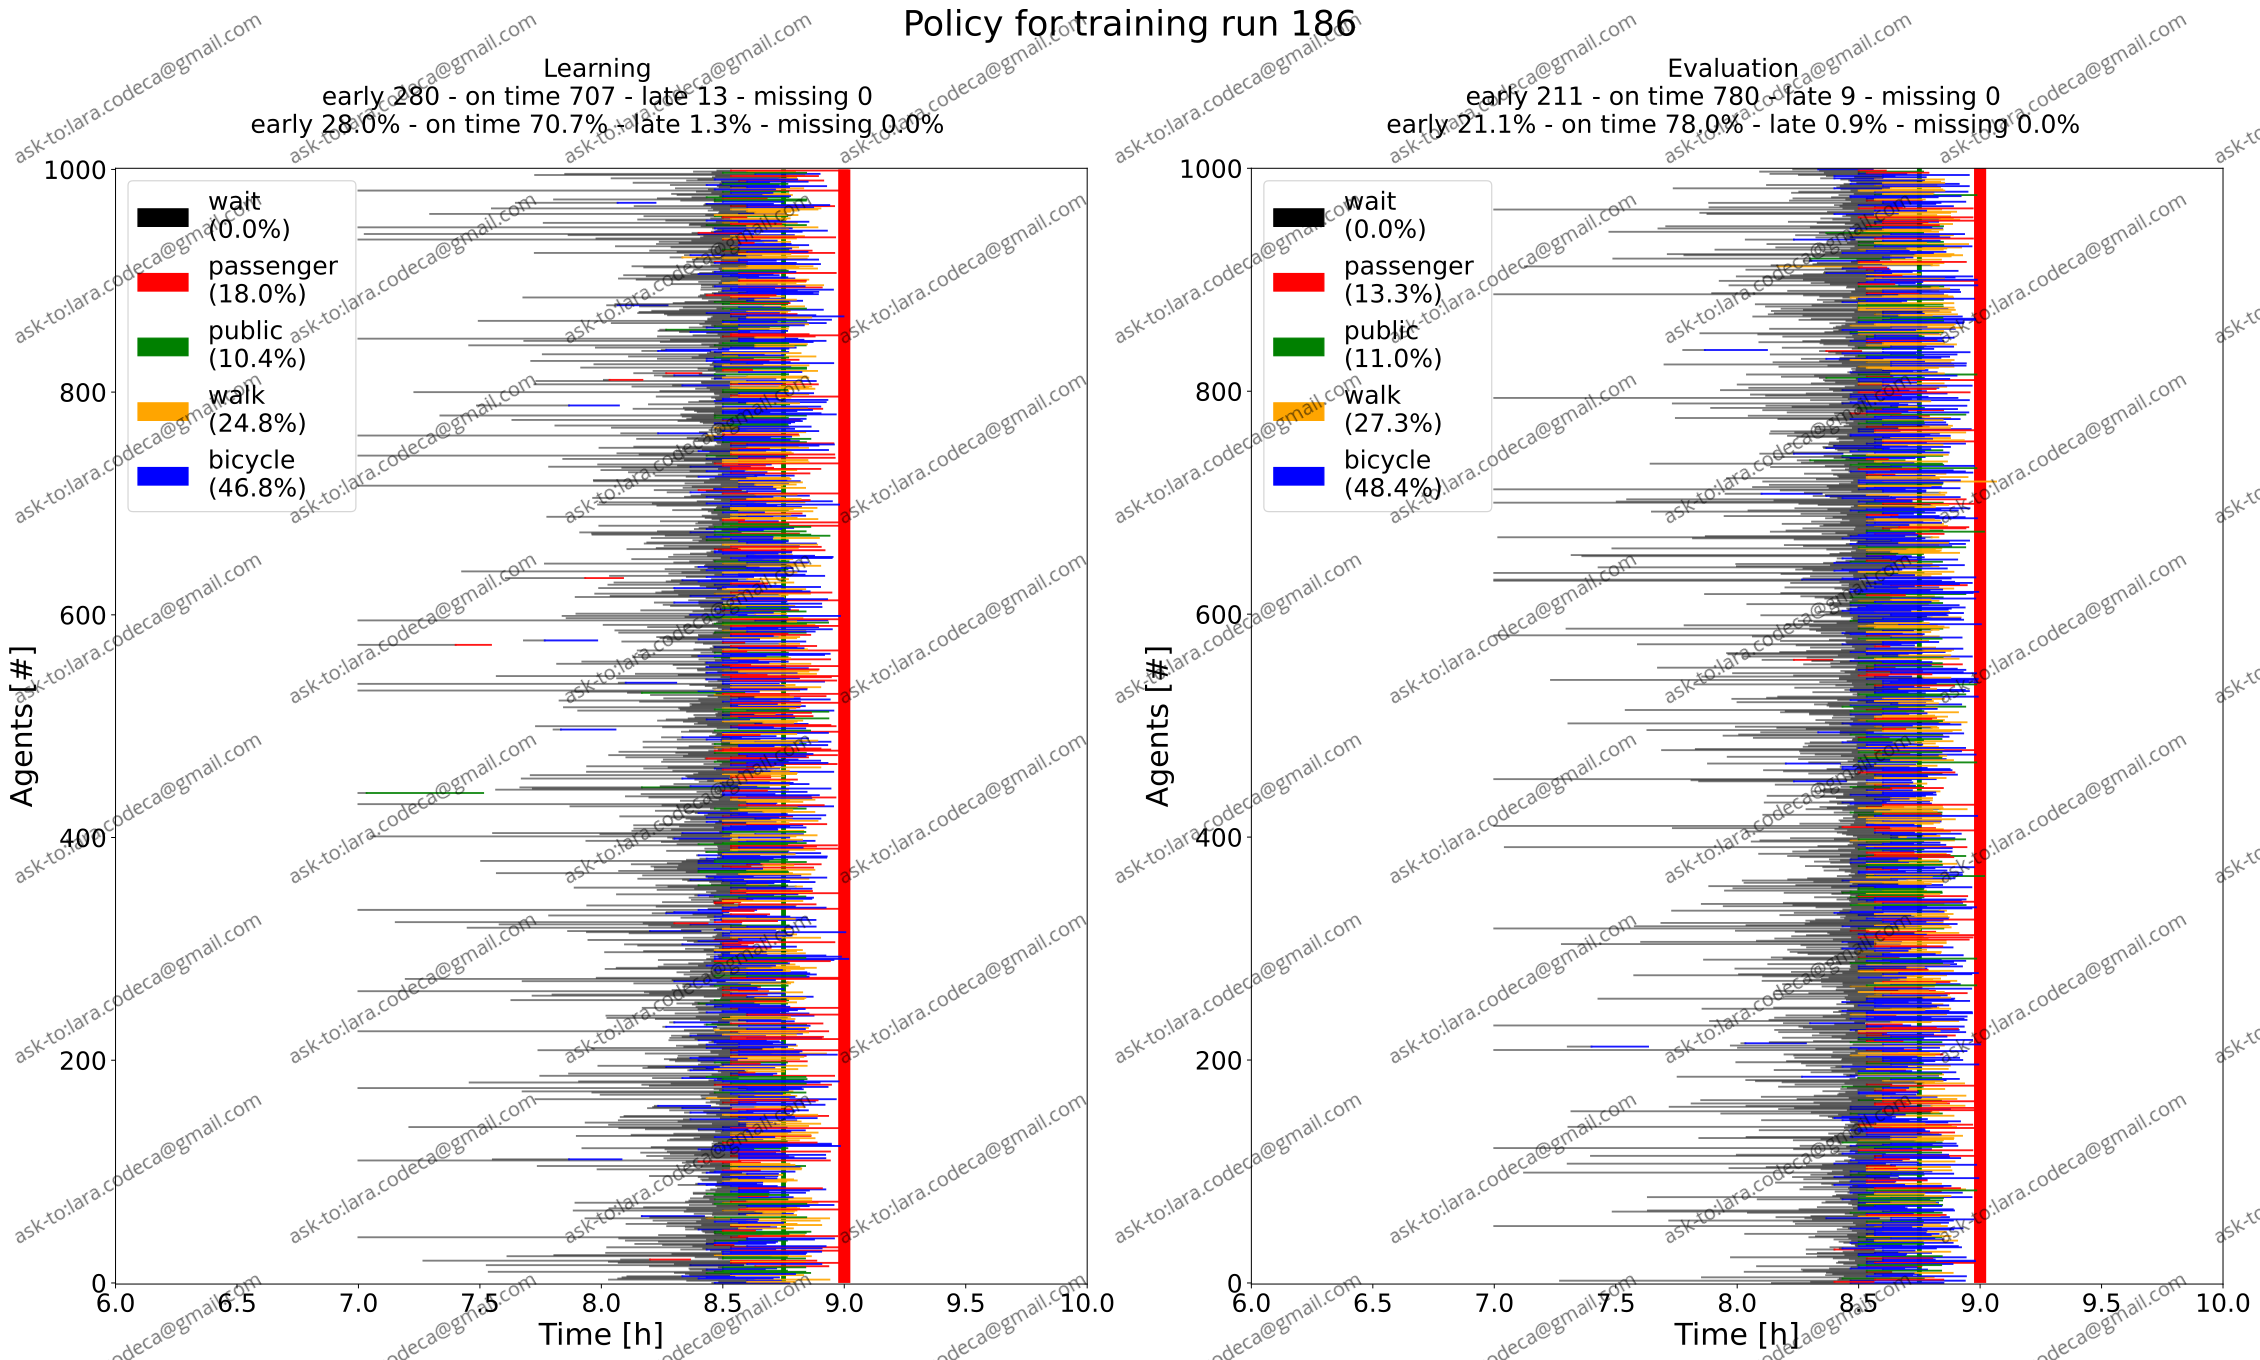 Policy for training run 186
Learning
early 280 - on time 707 - late 13 - missing 0
early 28.0% - on time 70.7% - late 1.3% - missing 0.0%
Agents [#]
1000
800
600
400
200
0
wait
(0.0%)
passenger
(18.0%)
public
(10.4%)
walk
(24.8%)
bicycle
(46.8%)
6.0 6.5 7.0 7.5 8.0 8.5 9.0 9.5 10.0
Time [h]
Evaluation
early 211 - on time 780 - late 9 - missing 0
early 21.1% - on time 78.0% - late 0.9% - missing 0.0%
Agents [#]
1000
800
600
400
200
0
wait
(0.0%)
passenger
(13.3%)
public
(11.0%)
walk
(27.3%)
bicycle
(48.4%)
6.0 6.5 7.0 7.5 8.0 8.5 9.0 9.5 10.0
Time [h]
ask-to:lara.codeca@gmail.com